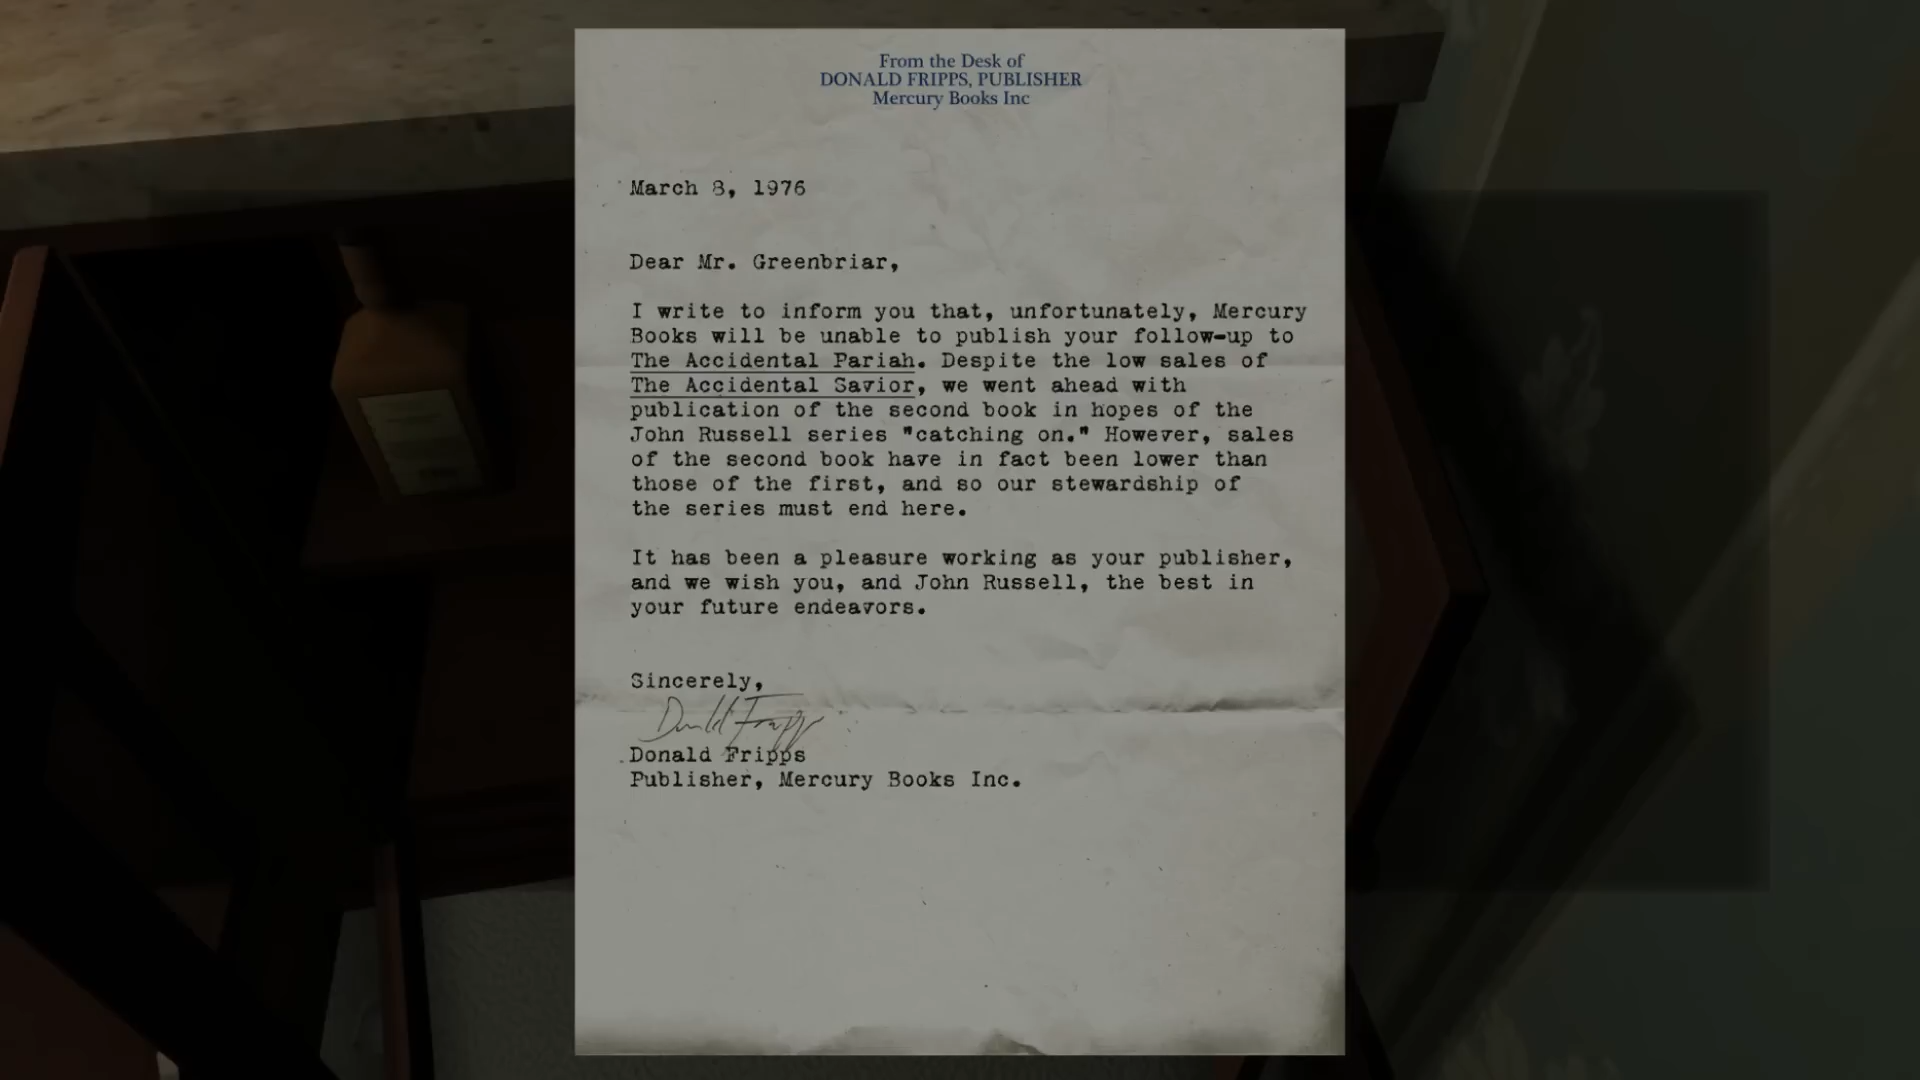 From the Desk of
DONALD FRIPPS, PUBLISHER
Mercury Books Inc
March 8, 1976
Dear Mr. Greenbriar,
I write to inform you that, unfortunately, Mercury
Books will be unable to publish your follow-up to
The Accidental Pariah. Despite the low sales of
The Accidental Savior, we went ahead with
publication of the second book in hopes of the
John Russell series "catching on." However, sales
of the second book have in fact been lower than
those of the first, and so our stewardship of
the series must end here.
It has been a pleasure working as your publisher,
and we wish you, and John Russell, the best in
your future endeavors.
Sincerely,
Donald Fripps
Donald Fripps
Publisher, Mercury Books Inc.